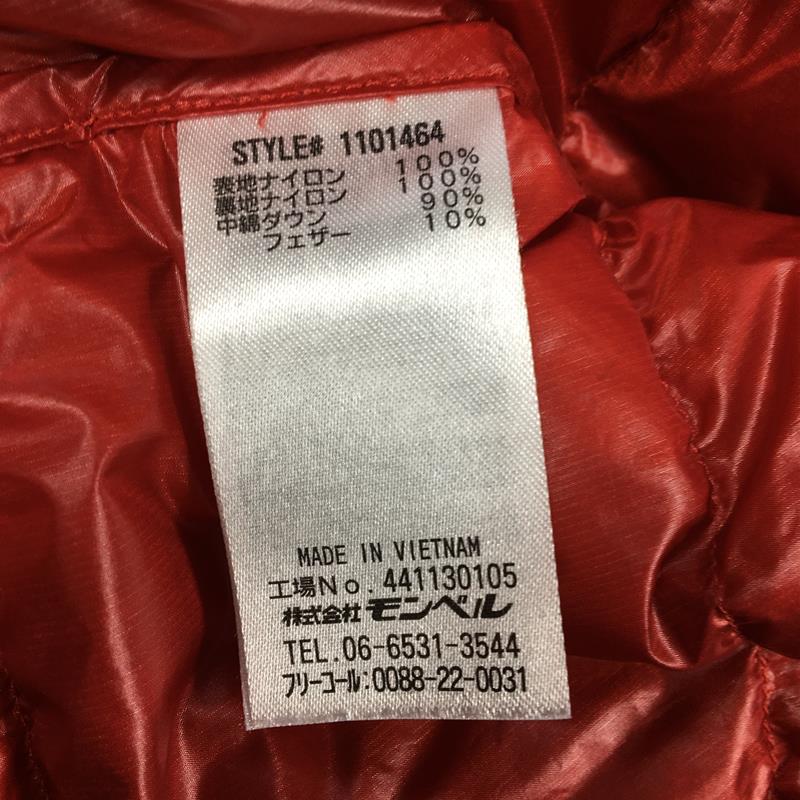 STYLE# 1101464
表地ナイロン 100%
裏地ナイロン 100%
中綿ダウン 90%
フェザー 10%
MADE IN VIETNAM
工場No. 441130105
株式会社 モンベル
TEL.06-6531-3544
フリーコール:0088-22-0031